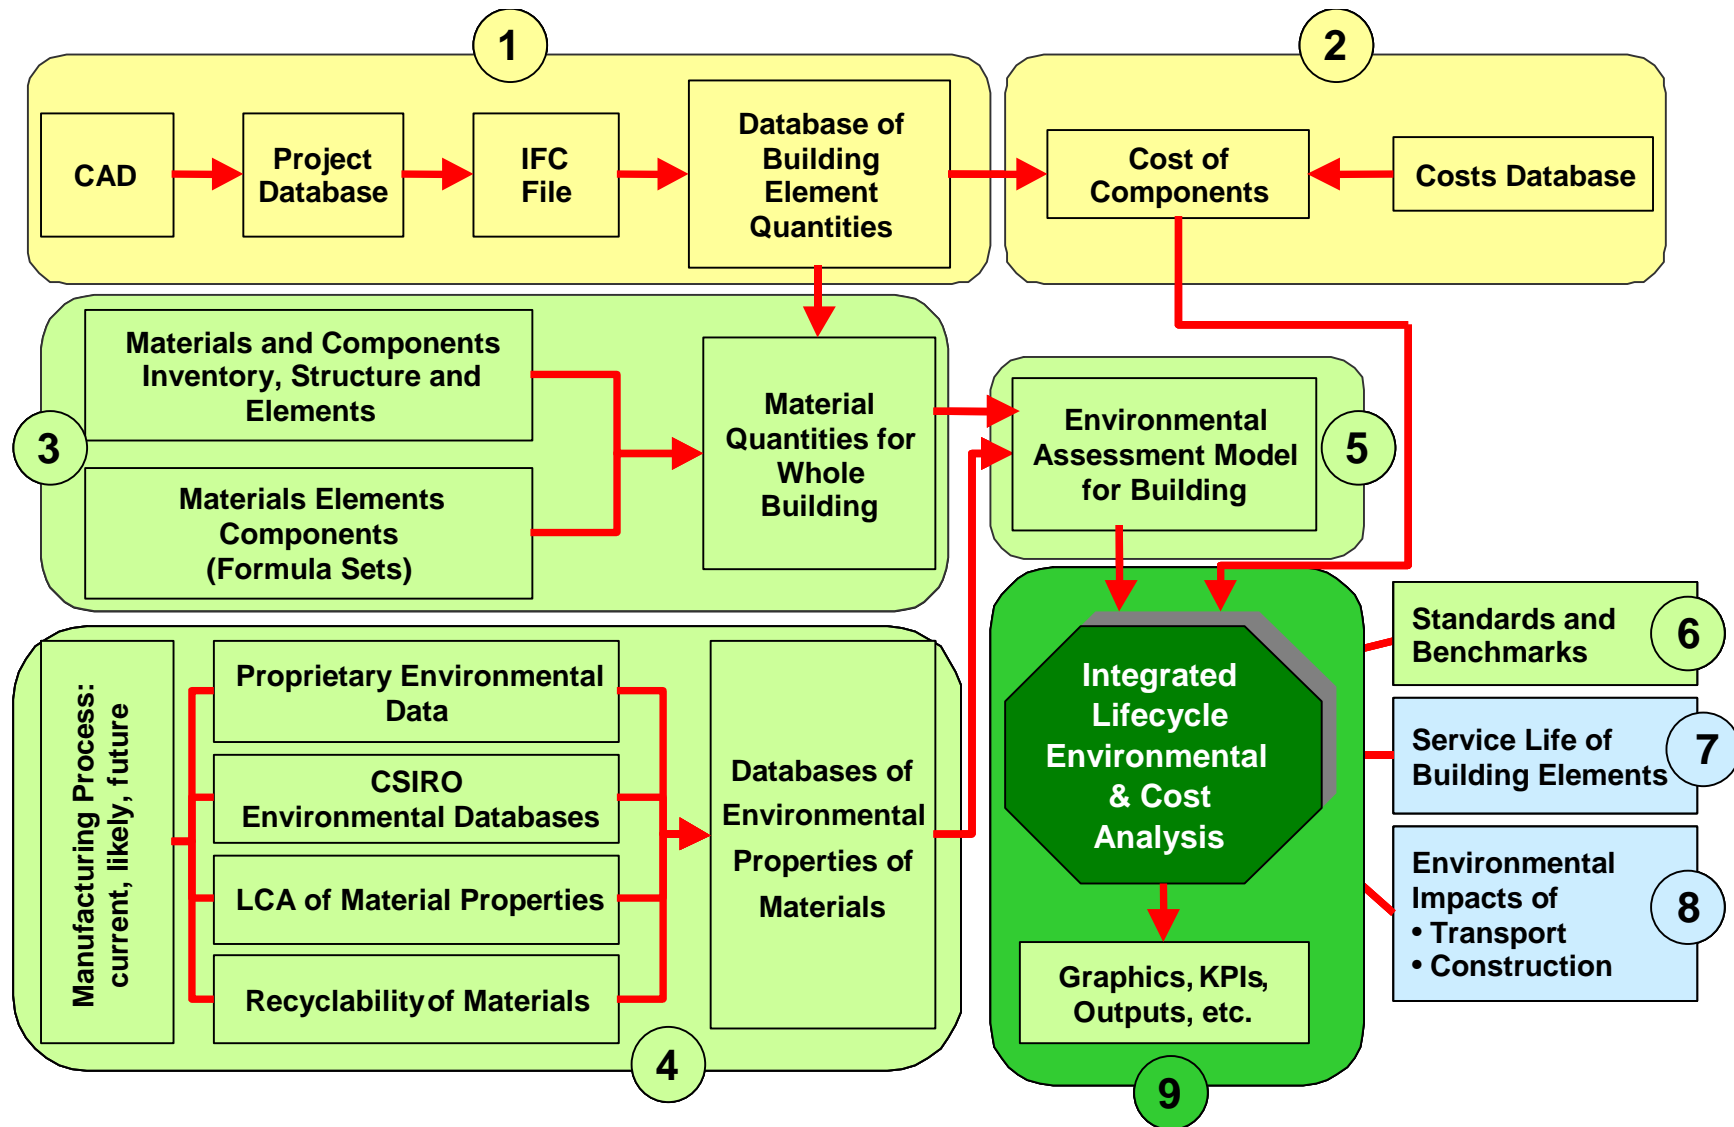 1
2
CAD
Project
Database
IFC
File
Database of
Building
Element
Quantities
Cost of
Components
Costs Database
Materials and Components
Inventory, Structure and
Elements
3
Materials Elements
Components
(Formula Sets)
Material
Quantities for
Whole
Building
Environmental
Assessment Model
for Building
5
Manufacturing Process:
current, likely, future
Proprietary Environmental
Data
CSIRO
Environmental Databases
LCA of Material Properties
Recyclability of Materials
Databases of
Environmental
Properties of
Materials
4
Integrated
Lifecycle
Environmental
& Cost
Analysis
Graphics, KPIs,
Outputs, etc.
9
Standards and
Benchmarks
6
Service Life of
Building Elements
7
Environmental
Impacts of
• Transport
• Construction
8